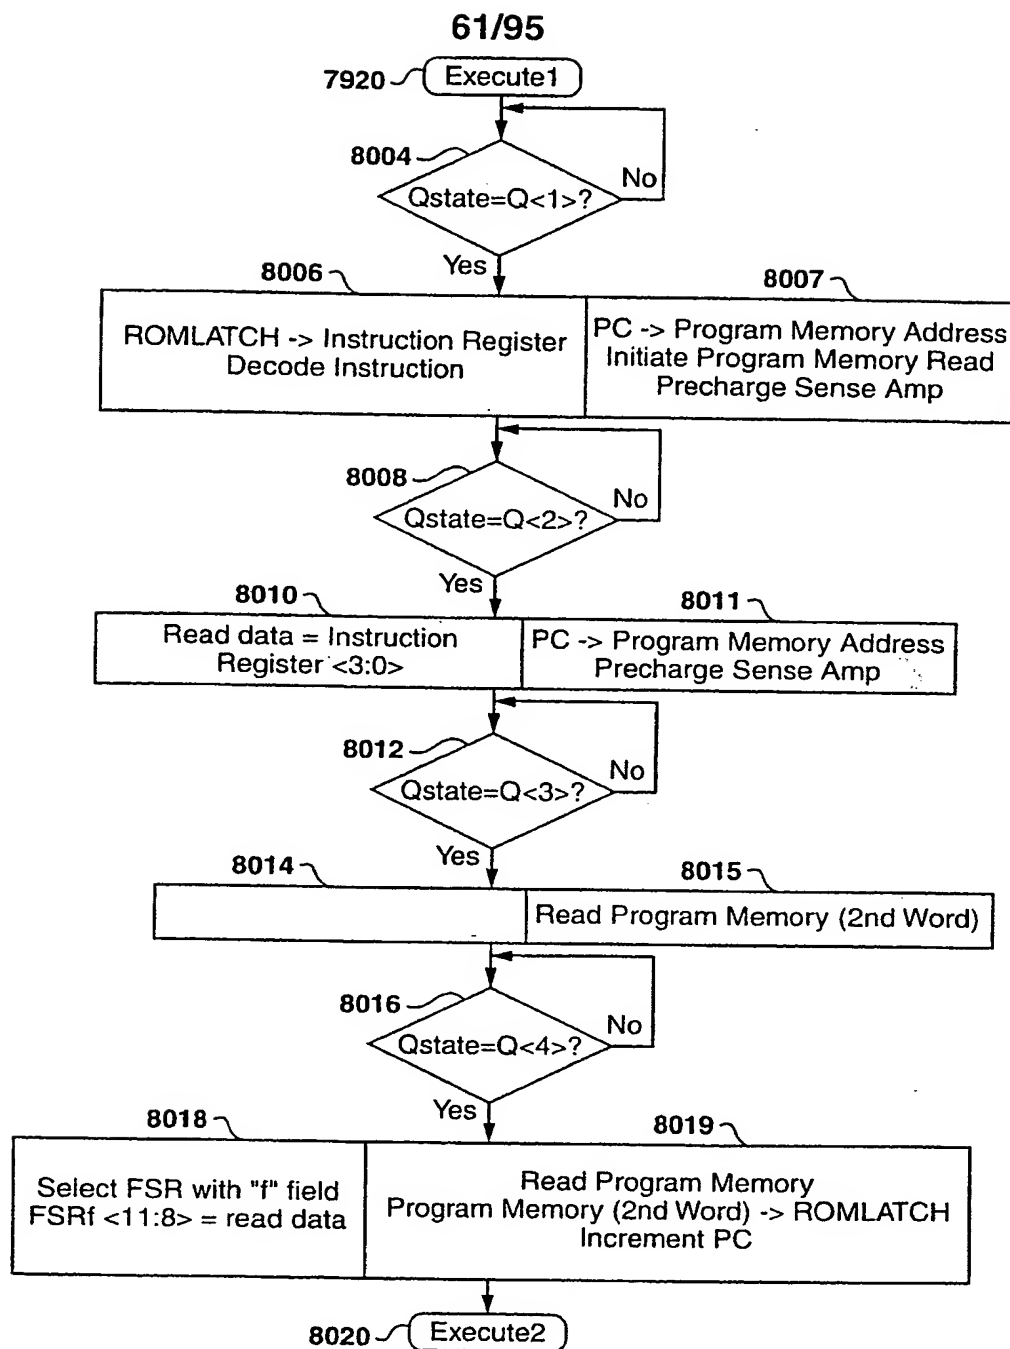 61/95
7920
Execute1
8004
Qstate=Q<1>?
No
Yes
8006
8007
ROMLATCH -> Instruction Register
Decode Instruction
PC -> Program Memory Address
Initiate Program Memory Read
Precharge Sense Amp
8008
Qstate=Q<2>?
No
Yes
8010
8011
Read data = Instruction
Register <3:0>
PC -> Program Memory Address
Precharge Sense Amp
8012
Qstate=Q<3>?
No
Yes
8014
8015
Read Program Memory (2nd Word)
8016
Qstate=Q<4>?
No
Yes
8018
8019
Select FSR with "f" field
FSRf <11:8> = read data
Read Program Memory
Program Memory (2nd Word) -> ROMLATCH
Increment PC
8020
Execute2